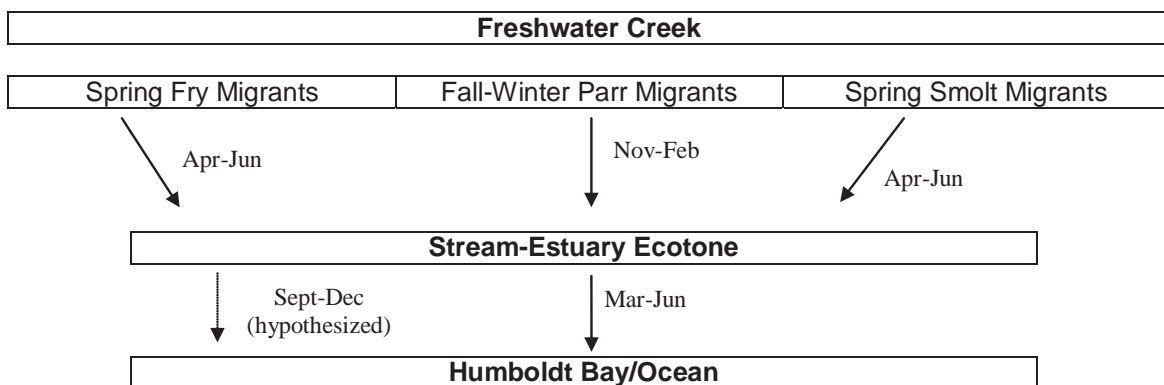 Freshwater Creek
Spring Fry Migrants
Fall-Winter Parr Migrants
Spring Smolt Migrants
Apr-Jun
Nov-Feb
Apr-Jun
Stream-Estuary Ecotone
Sept-Dec
(hypothesized)
Mar-Jun
Humboldt Bay/Ocean